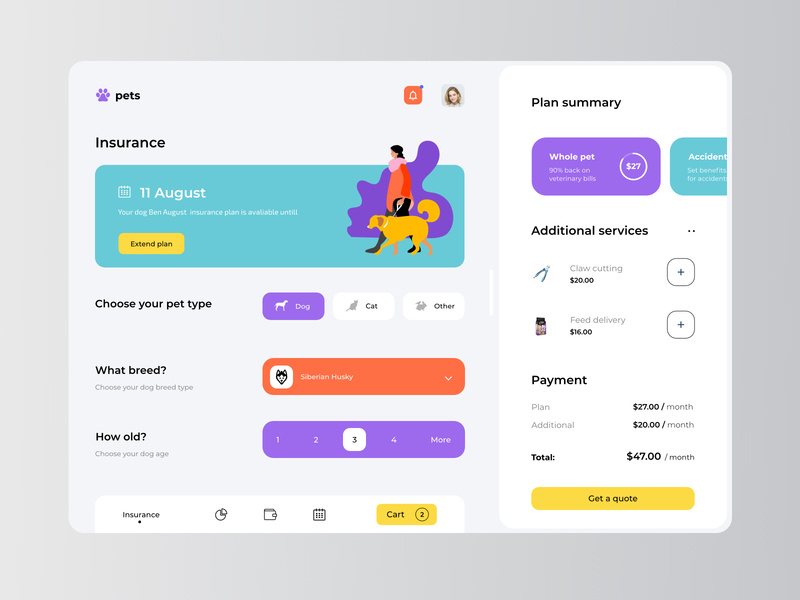 pets
Insurance
11 August
Your dog Ben August insurance plan is avaliable untill
Extend plan
Choose your pet type
Dog
Cat
Other
What breed?
Choose your dog breed type
Siberian Husky
How old?
Choose your dog age
1
2
3
4
More
Insurance
Cart
2
Plan summary
Whole pet
90% back on
veterinary bills
$27
Accident
Set benefits
for accidents
Additional services
Claw cutting
$20.00
+
Feed delivery
$16.00
+
Payment
Plan
$27.00 / month
Additional
$20.00 / month
Total:
$47.00 / month
Get a quote